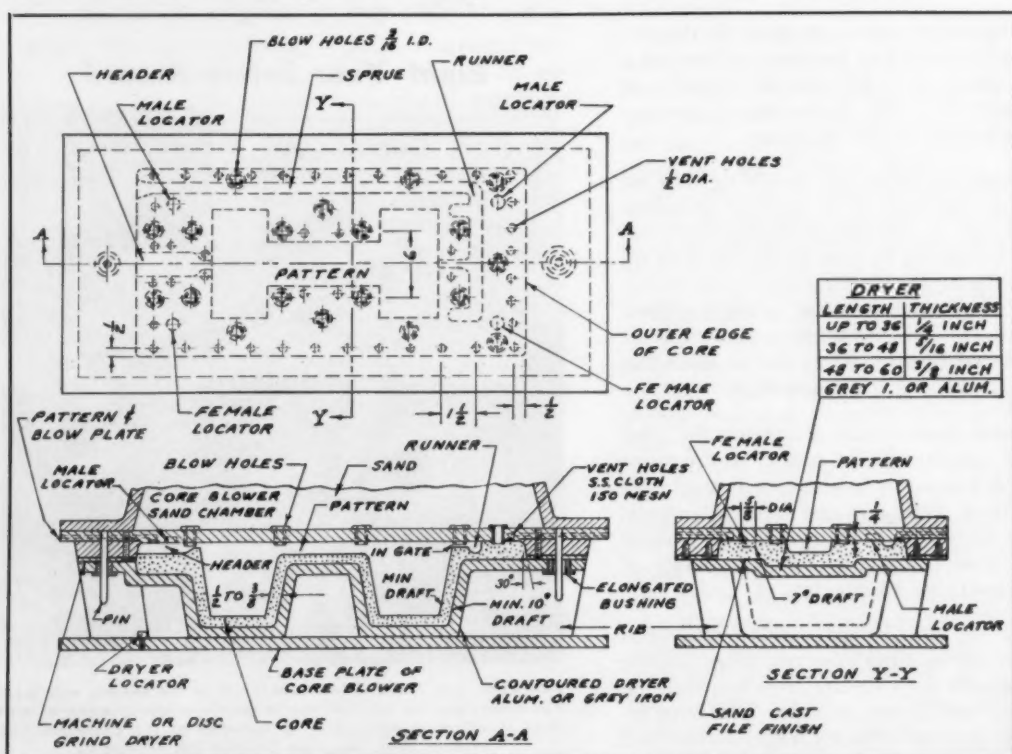 BLOW HOLES 3/16 I.D.
HEADER
SPRUE
RUNNER
MALE
LOCATOR
Y
MALE
LOCATOR
VENT HOLES
1/2 DIA.
A
A
PATTERN
6
1/2
OUTER EDGE
OF CORE
FEMALE
LOCATOR
Y
1 1/2
1/2
FEMALE
LOCATOR
DRYER
LENGTH THICKNESS
UP TO 36 1/4 INCH
36 TO 48 5/16 INCH
48 TO 60 3/8 INCH
GREY I. OR ALUM.
PATTERN &
BLOW PLATE
MALE
LOCATOR
BLOW HOLES
SAND
RUNNER
CORE BLOWER
SAND CHAMBER
PATTERN
VENT HOLES
S.S. CLOTH
150 MESH
IN GATE
HEADER
1/2 TO 3/8
MIN
DRAFT
30°
MIN. 10°
DRAFT
ELONGATED
BUSHING
PIN
RIB
DRYER
LOCATOR
BASE PLATE OF
CORE BLOWER
CONTOURED DRYER
ALUM. OR GREY IRON
MACHINE OR DISC
GRIND DRYER
CORE
SECTION A-A
FEMALE
LOCATOR
PATTERN
5/8 DIA
1/4
7° DRAFT
MALE
LOCATOR
SECTION Y-Y
SAND CAST
FILE FINISH